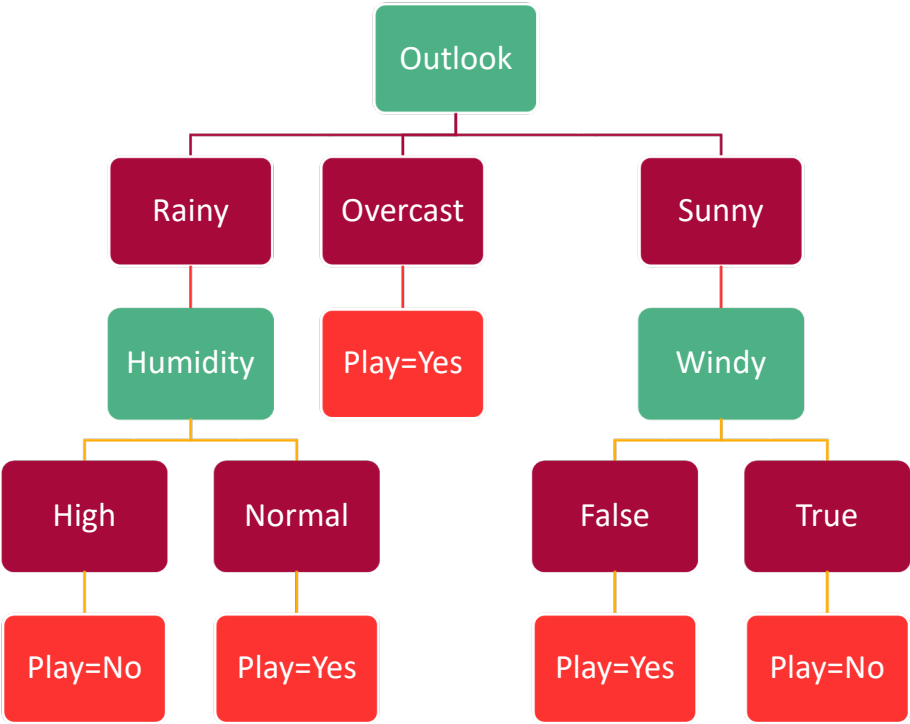 Outlook
Rainy
Overcast
Sunny
Humidity
Play=Yes
Windy
High
Normal
False
True
Play=No
Play=Yes
Play=Yes
Play=No